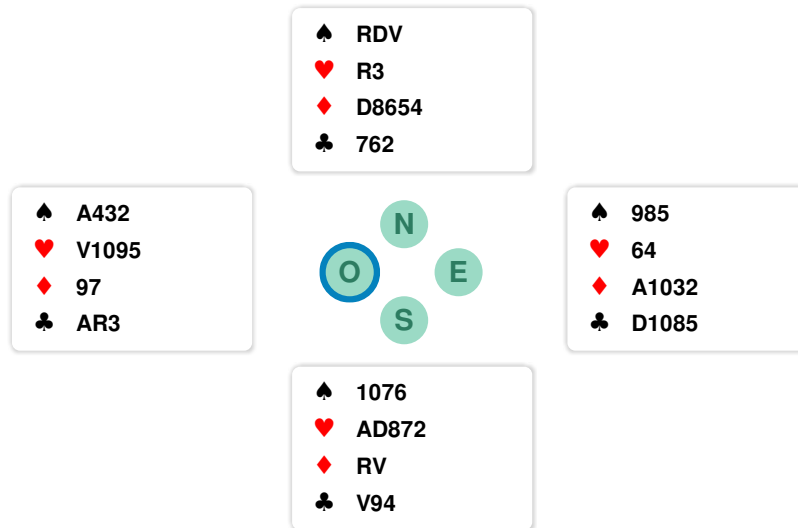 ♠ RDV
♥ R3
♦ D8654
♣ 762
♠ A432
♥ V1095
♦ 97
♣ AR3
N
O
E
S
♠ 985
♥ 64
♦ A1032
♣ D1085
♠ 1076
♥ AD872
♦ RV
♣ V94